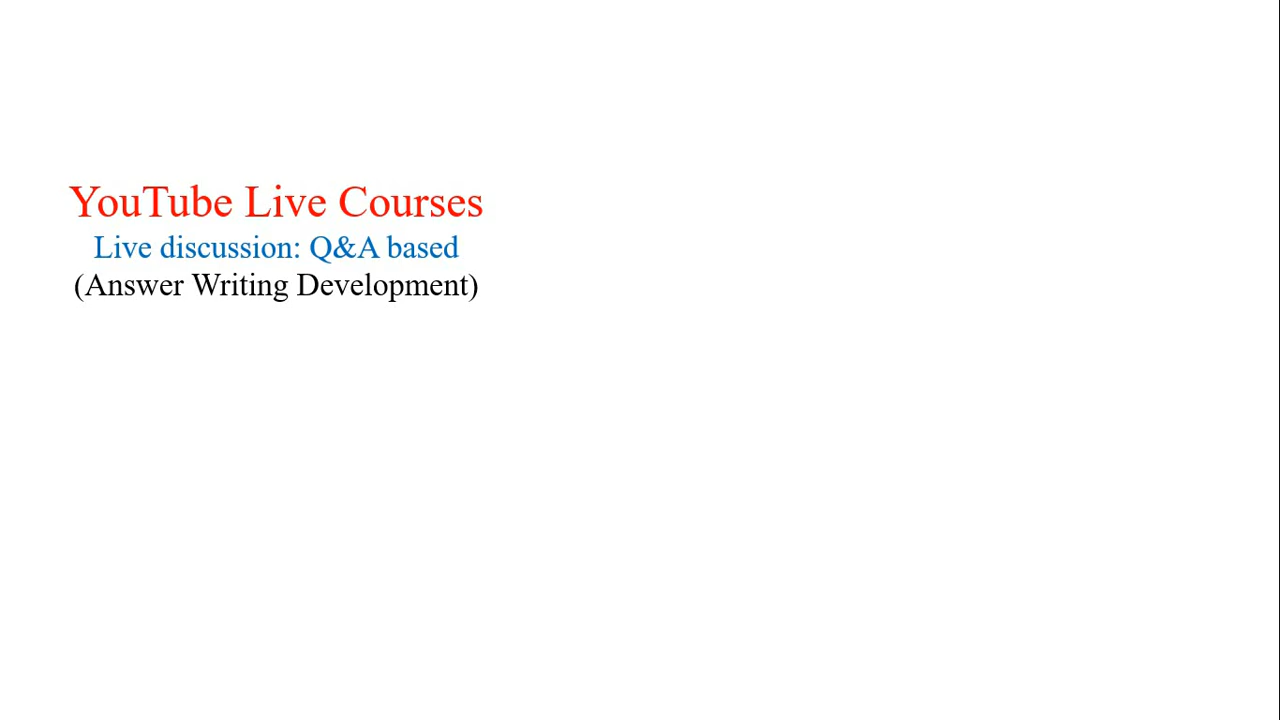 YouTube Live Courses
Live discussion: Q&A based
(Answer Writing Development)